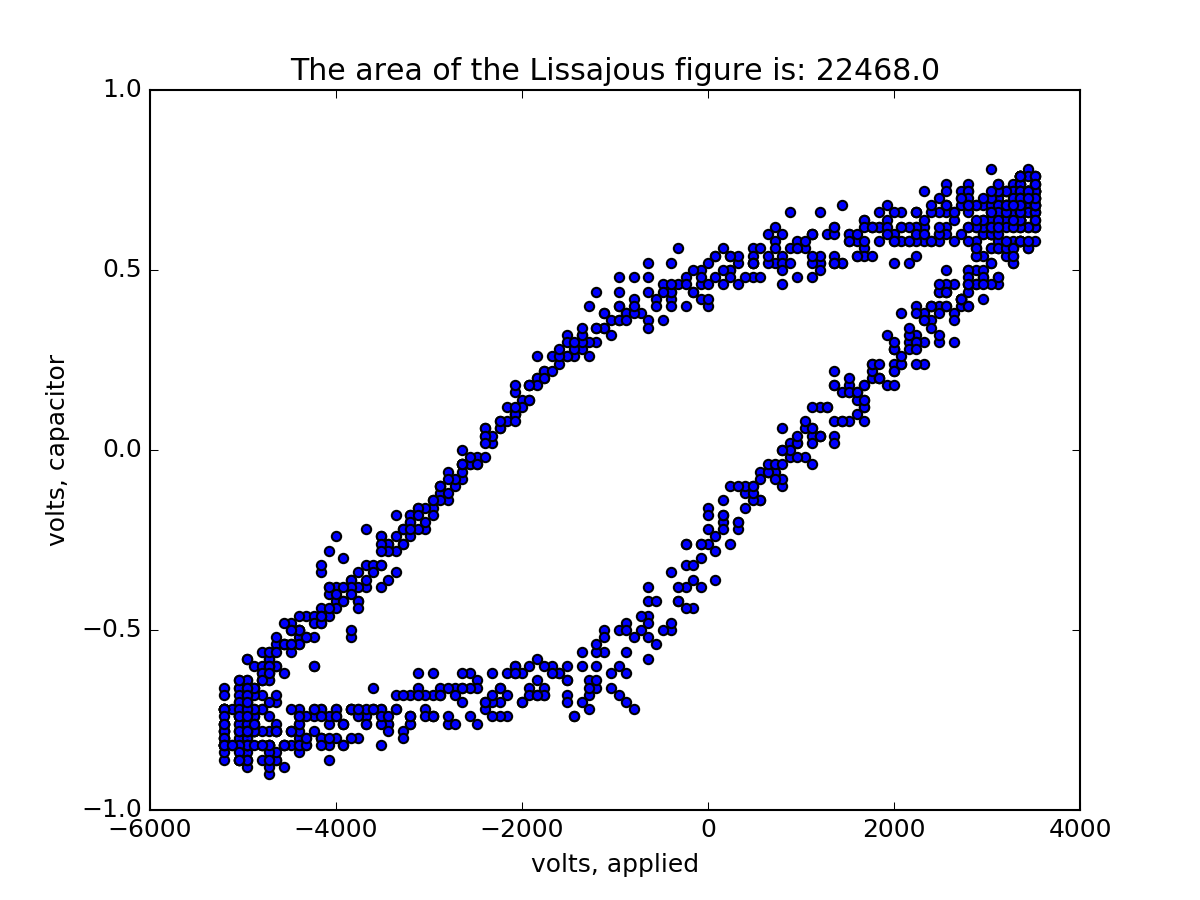 The area of the Lissajous figure is: 22468.0
1.0
0.5
0.0
−0.5
−1.0
volts, capacitor
−6000 −4000 −2000 0 2000 4000
volts, applied